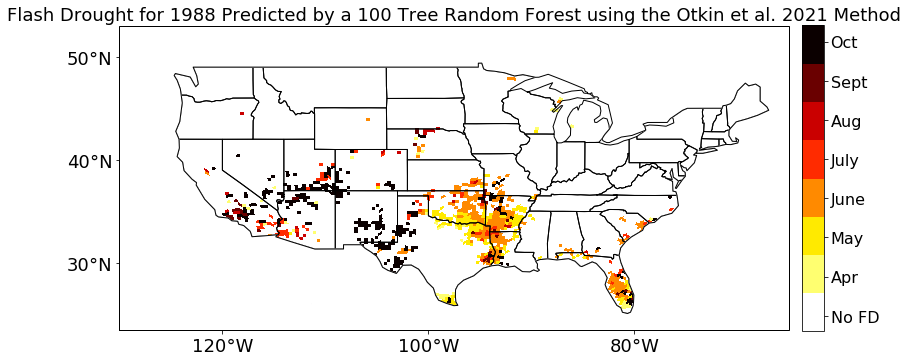 Flash Drought for 1988 Predicted by a 100 Tree Random Forest using the Otkin et al. 2021 Method
50°N
40°N
30°N
120°W
100°W
80°W
Oct
Sept
Aug
July
June
May
Apr
No FD